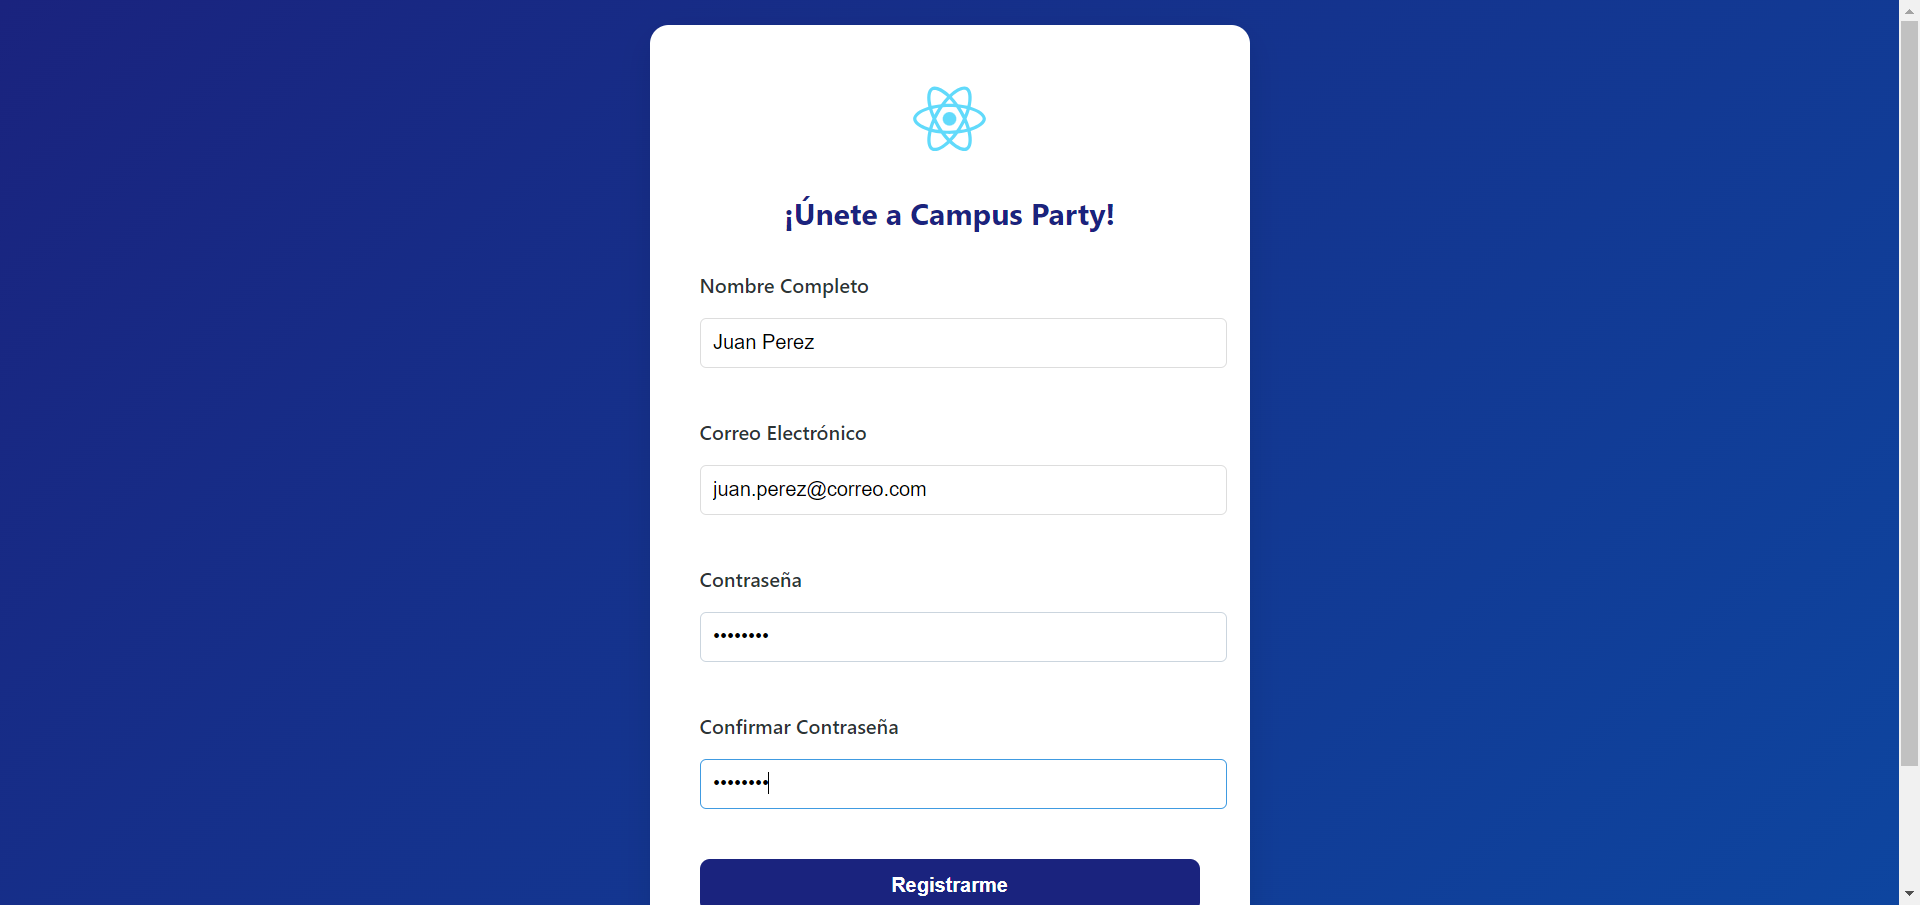 ¡Únete a Campus Party!
Nombre Completo
Juan Perez
Correo Electrónico
juan.perez@correo.com
Contraseña
••••••••
Confirmar Contraseña
••••••••
Registrarme